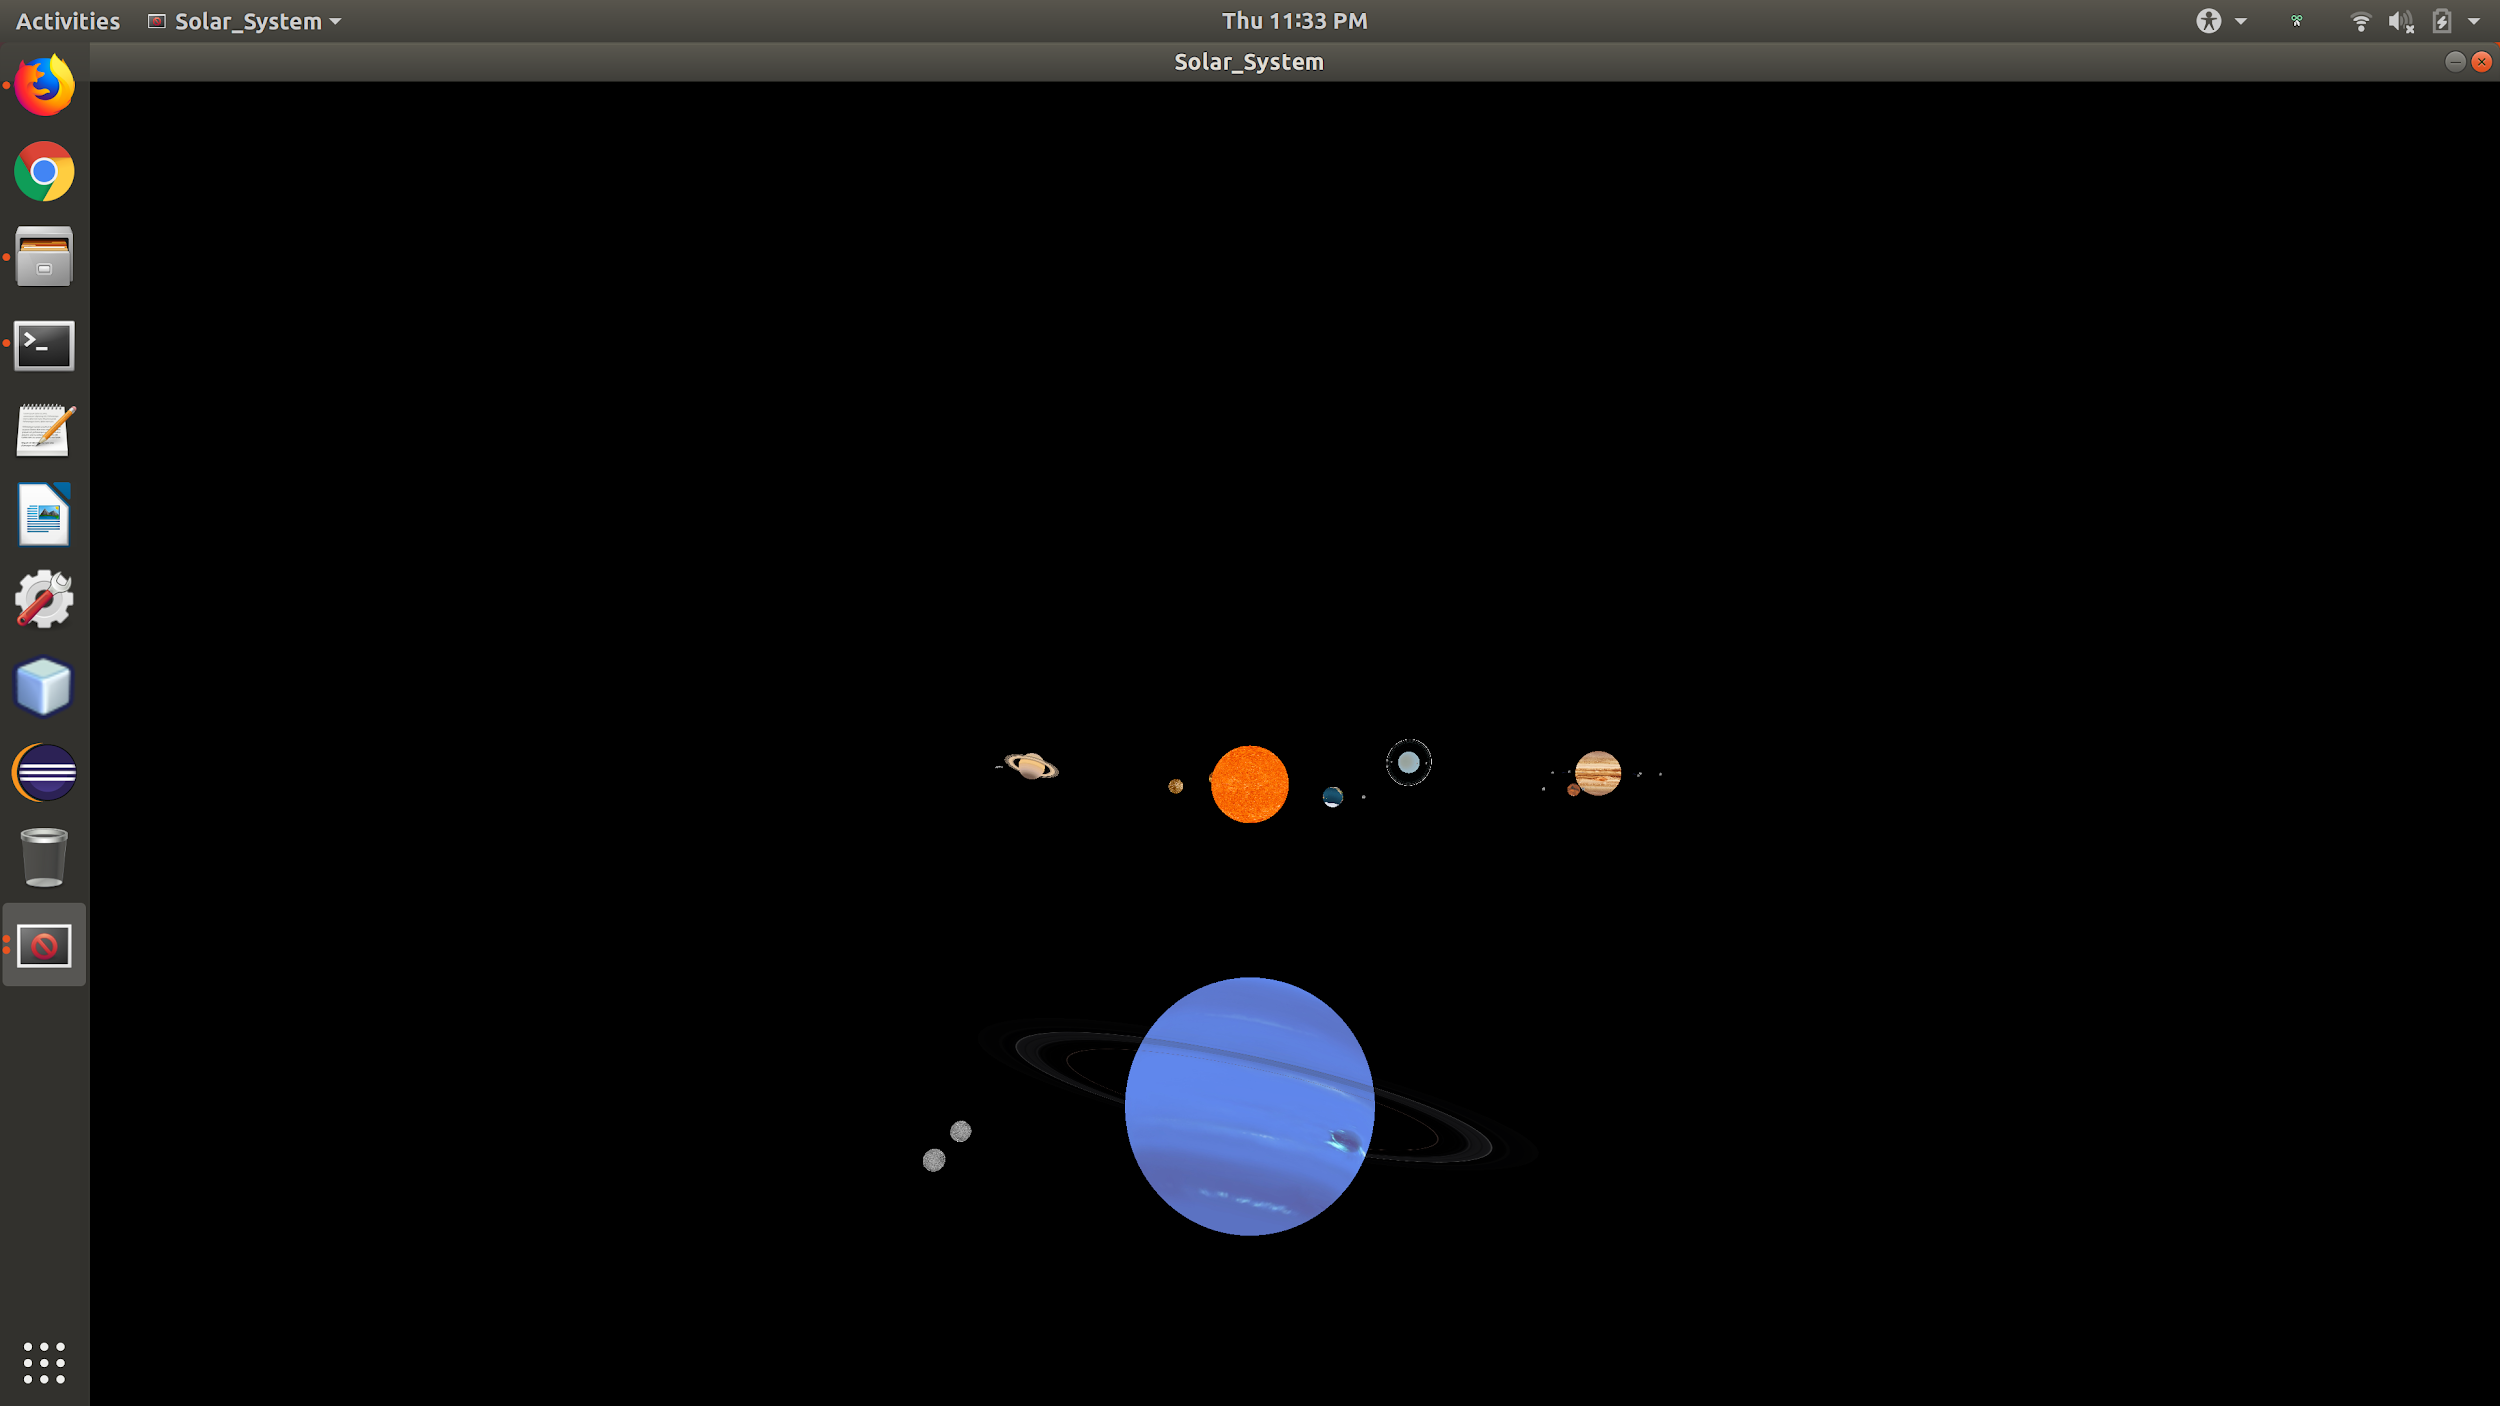 Activities
Solar_System
Thu 11:33 PM
Solar_System